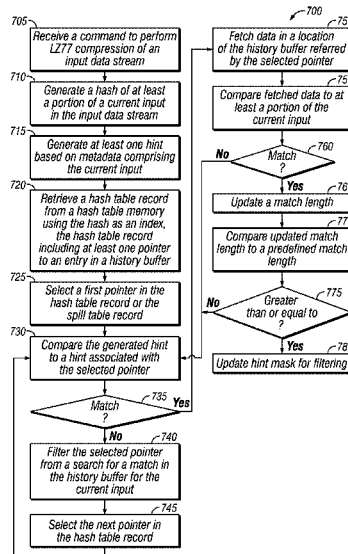 700
705
Receive a command to perform
LZ77 compression of an
input data stream
710
Generate a hash of at least
a portion of a current input
in the input data stream
715
Generate at least one hint
based on metadata comprising
the current input
720
Retrieve a hash table record
from a hash table memory
using the hash as an index,
the hash table record
including at least one pointer
to an entry in a history buffer
725
Select a first pointer in the
hash table record or the
spill table record
730
Compare the generated hint
to a hint associated with
the selected pointer
735
Match
?
Yes
No
740
Filter the selected pointer
from a search for a match in
the history buffer for the
current input
745
Select the next pointer in
the hash table record
75
Fetch data in a location
of the history buffer referred
by the selected pointer
75
Compare fetched data to at
least a portion of the
current input
No
760
Match
?
Yes
76
Update a match length
77
Compare updated match
length to a predefined match
length
No
775
Greater
than or equal to
?
Yes
78
Update hint mask for filtering